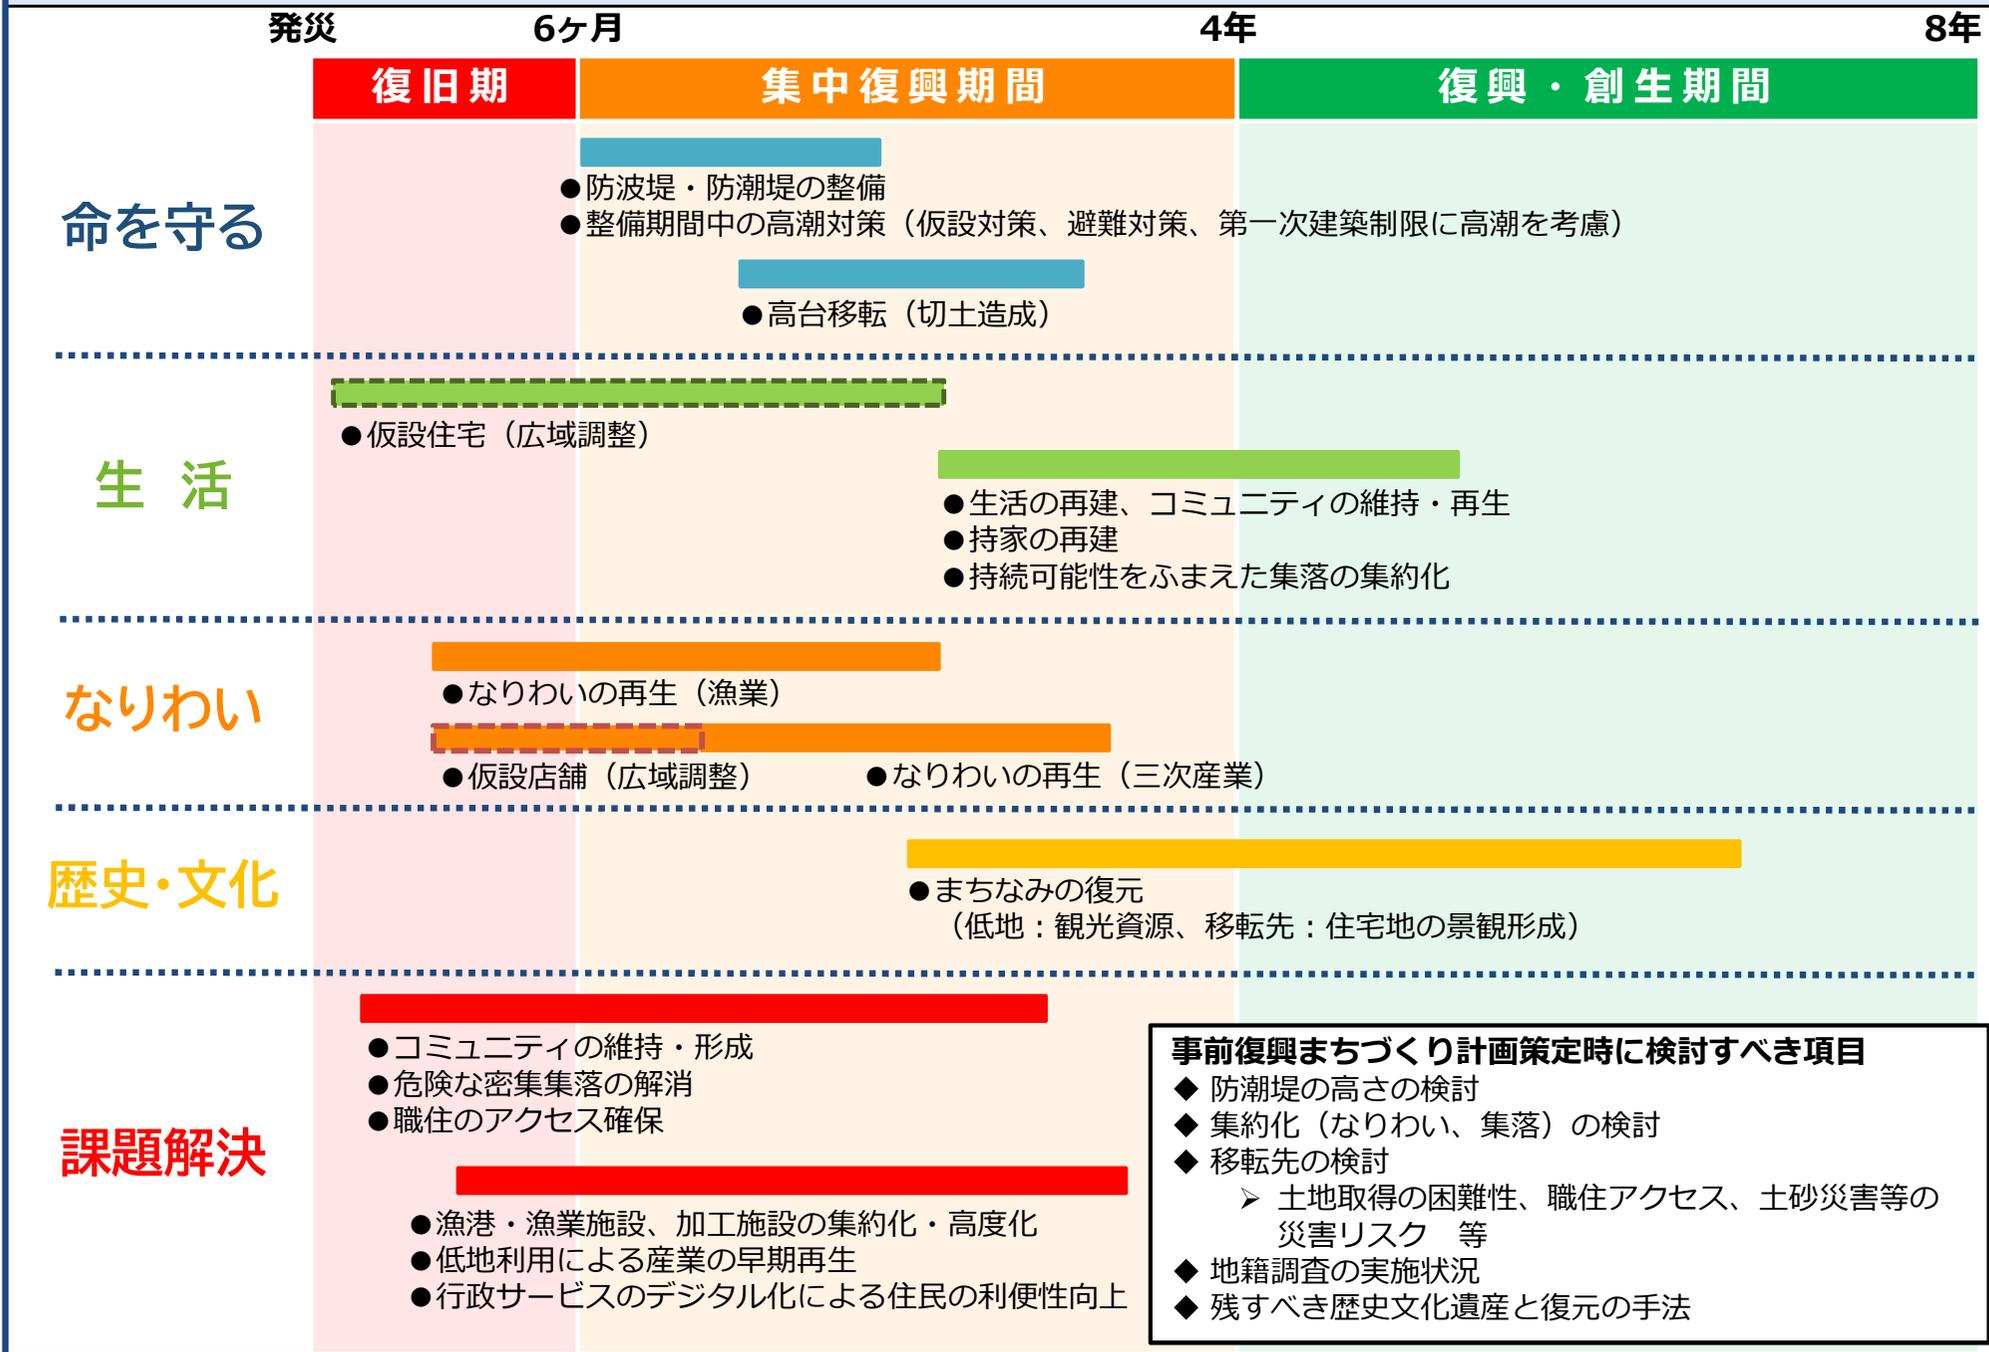 発災 6ヶ月 4年 8年
復旧期 集中復興期間 復興・創生期間
命を守る
●防波堤・防潮堤の整備
●整備期間中の高潮対策（仮設対策、避難対策、第一次建築制限に高潮を考慮）
●高台移転（切土造成）
生 活
●仮設住宅（広域調整）
●生活の再建、コミュニティの維持・再生
●持家の再建
●持続可能性をふまえた集落の集約化
なりわい
●なりわいの再生（漁業）
●仮設店舗（広域調整） ●なりわいの再生（三次産業）
歴史・文化
●まちなみの復元
（低地：観光資源、移転先：住宅地の景観形成）
課題解決
●コミュニティの維持・形成
●危険な密集集落の解消
●職住のアクセス確保
●漁港・漁業施設、加工施設の集約化・高度化
●低地利用による産業の早期再生
●行政サービスのデジタル化による住民の利便性向上
事前復興まちづくり計画策定時に検討すべき項目
◆ 防潮堤の高さの検討
◆ 集約化（なりわい、集落）の検討
◆ 移転先の検討
➢ 土地取得の困難性、職住アクセス、土砂災害等の
災害リスク　等
◆ 地籍調査の実施状況
◆ 残すべき歴史文化遺産と復元の手法